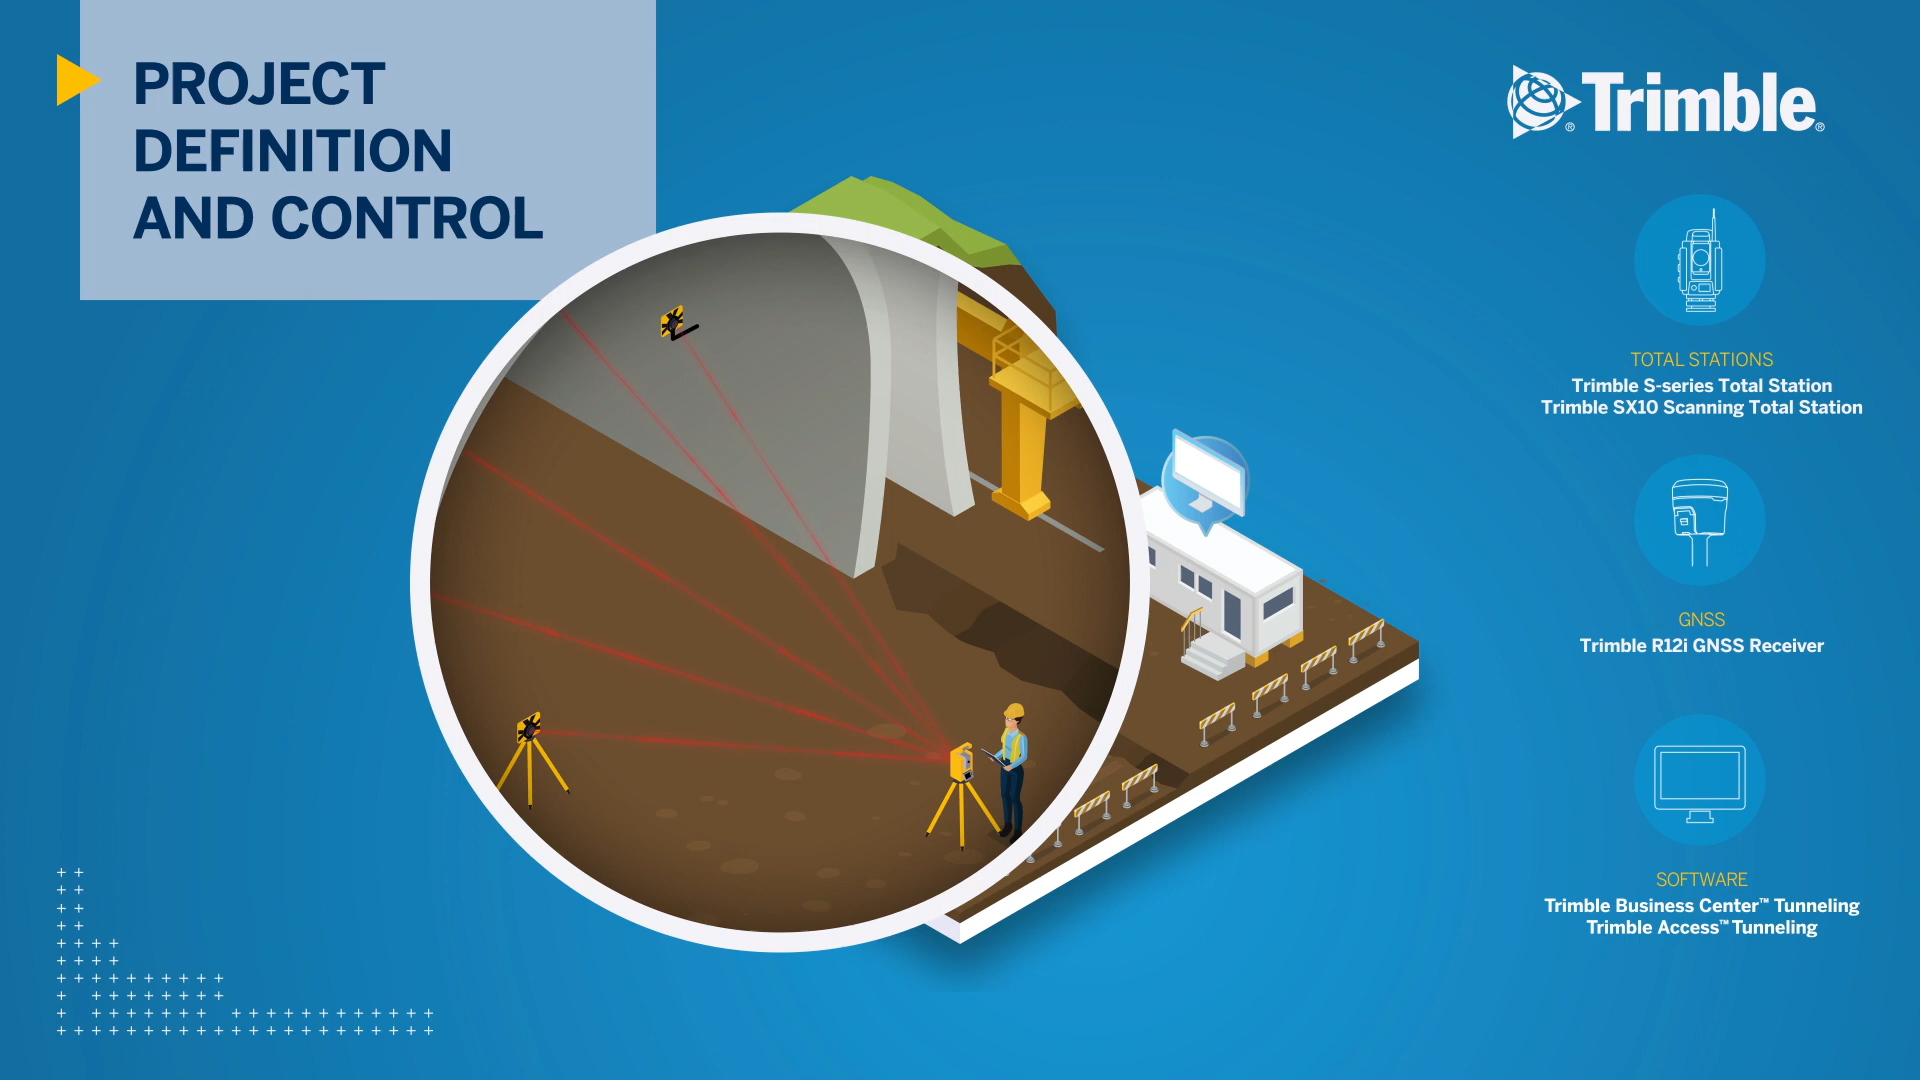 PROJECT
DEFINITION
AND CONTROL
Trimble®
TOTAL STATIONS
Trimble S-series Total Station
Trimble SX10 Scanning Total Station
GNSS
Trimble R12i GNSS Receiver
SOFTWARE
Trimble Business Center™ Tunneling
Trimble Access™ Tunneling